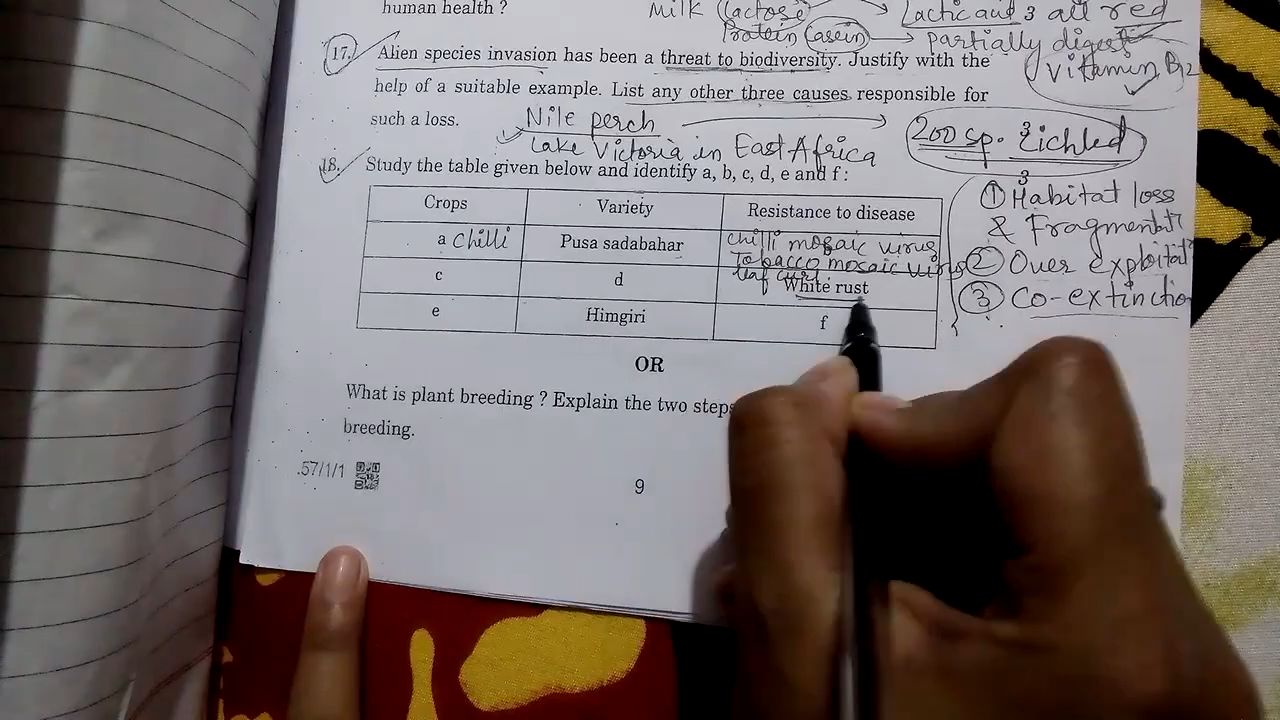 human health ?
Milk (Lactose → Lactic acid
Protein Casein → partially digest
Vitamin B12
17. Alien species invasion has been a threat to biodiversity. Justify with the
help of a suitable example. List any other three causes responsible for
such a loss.
Nile perch → 200 sp. Cichled
Lake Victoria in East Africa
3
18. Study the table given below and identify a, b, c, d, e and f :
3
Crops Variety Resistance to disease
a Chilli Pusa sadabahar Chilli mosaic virus
Tobacco mosaic virus
leaf curl
c d White rust
e Himgiri f
① Habitat loss
& Fragmentat
② Over exploitat
③ Co-extinction
OR
What is plant breeding ? Explain the two steps
breeding.
.57/1/1
9